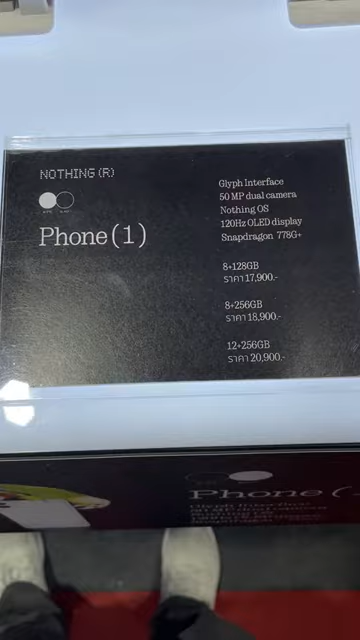 NOTHING (R)
Phone (1)
Glyph Interface
50 MP dual camera
Nothing OS
120Hz OLED display
Snapdragon 778G+
8+128GB
ราคา 17,900.-
8+256GB
ราคา 18,900.-
12+256GB
ราคา 20,900.-
Phone (